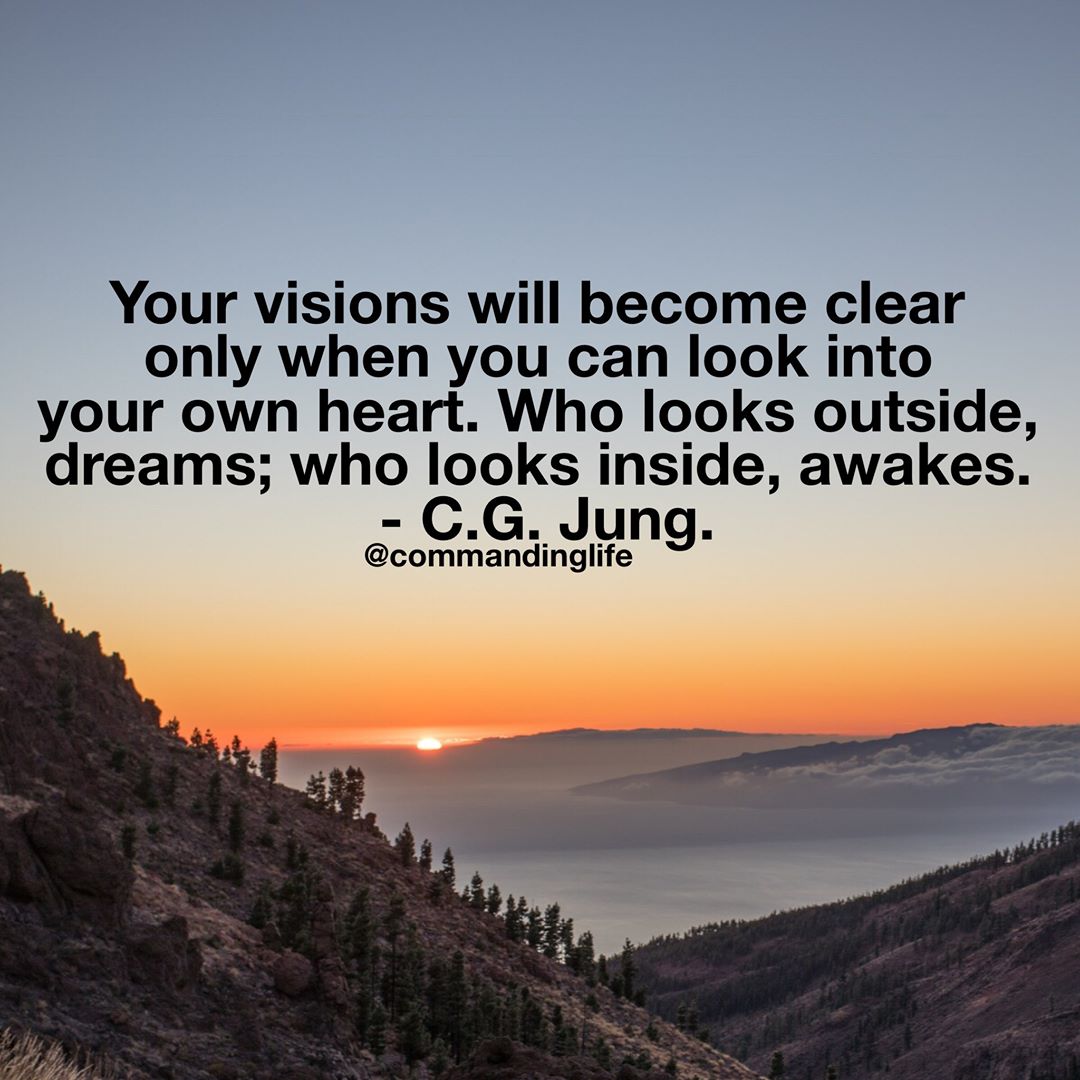 Your visions will become clear
only when you can look into
your own heart. Who looks outside,
dreams; who looks inside, awakes.
- C.G. Jung.
@commandinglife